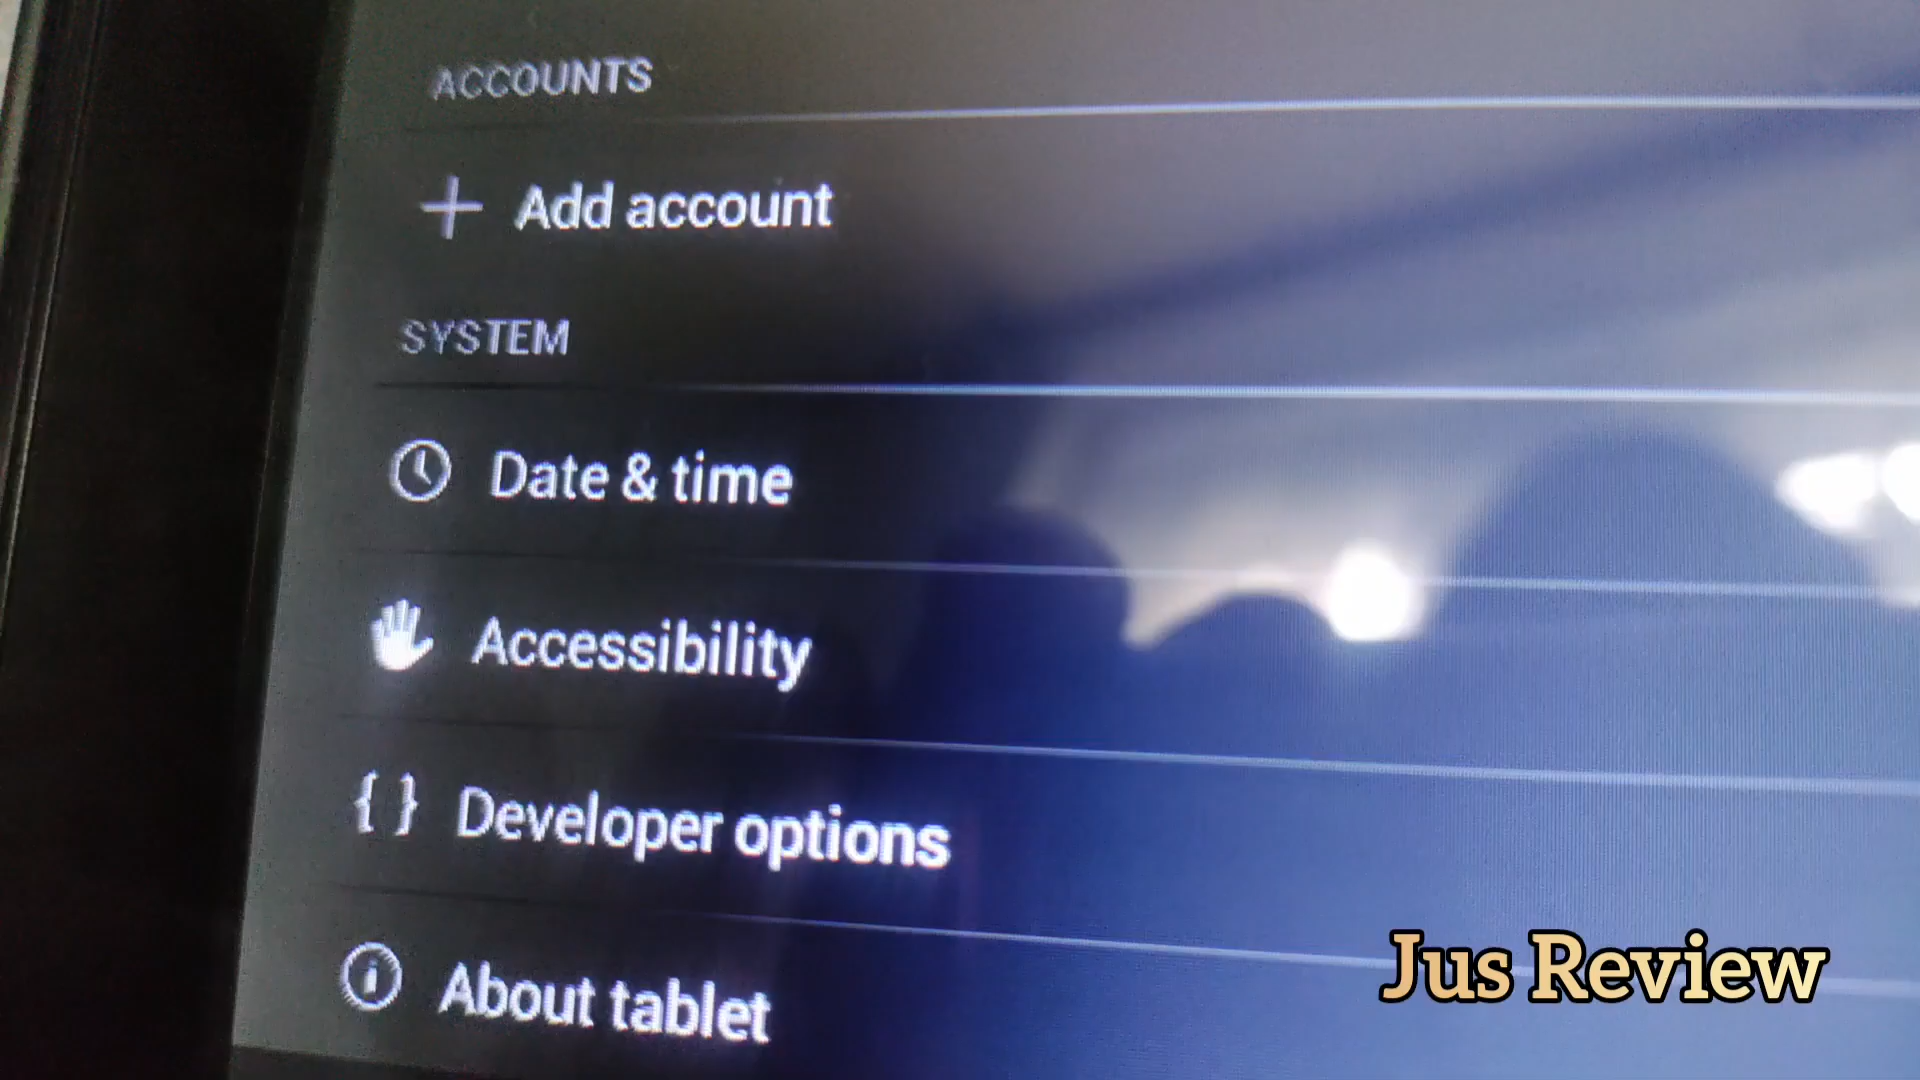 ACCOUNTS
Add account
SYSTEM
Date & time
Accessibility
{ } Developer options
About tablet
Jus Review